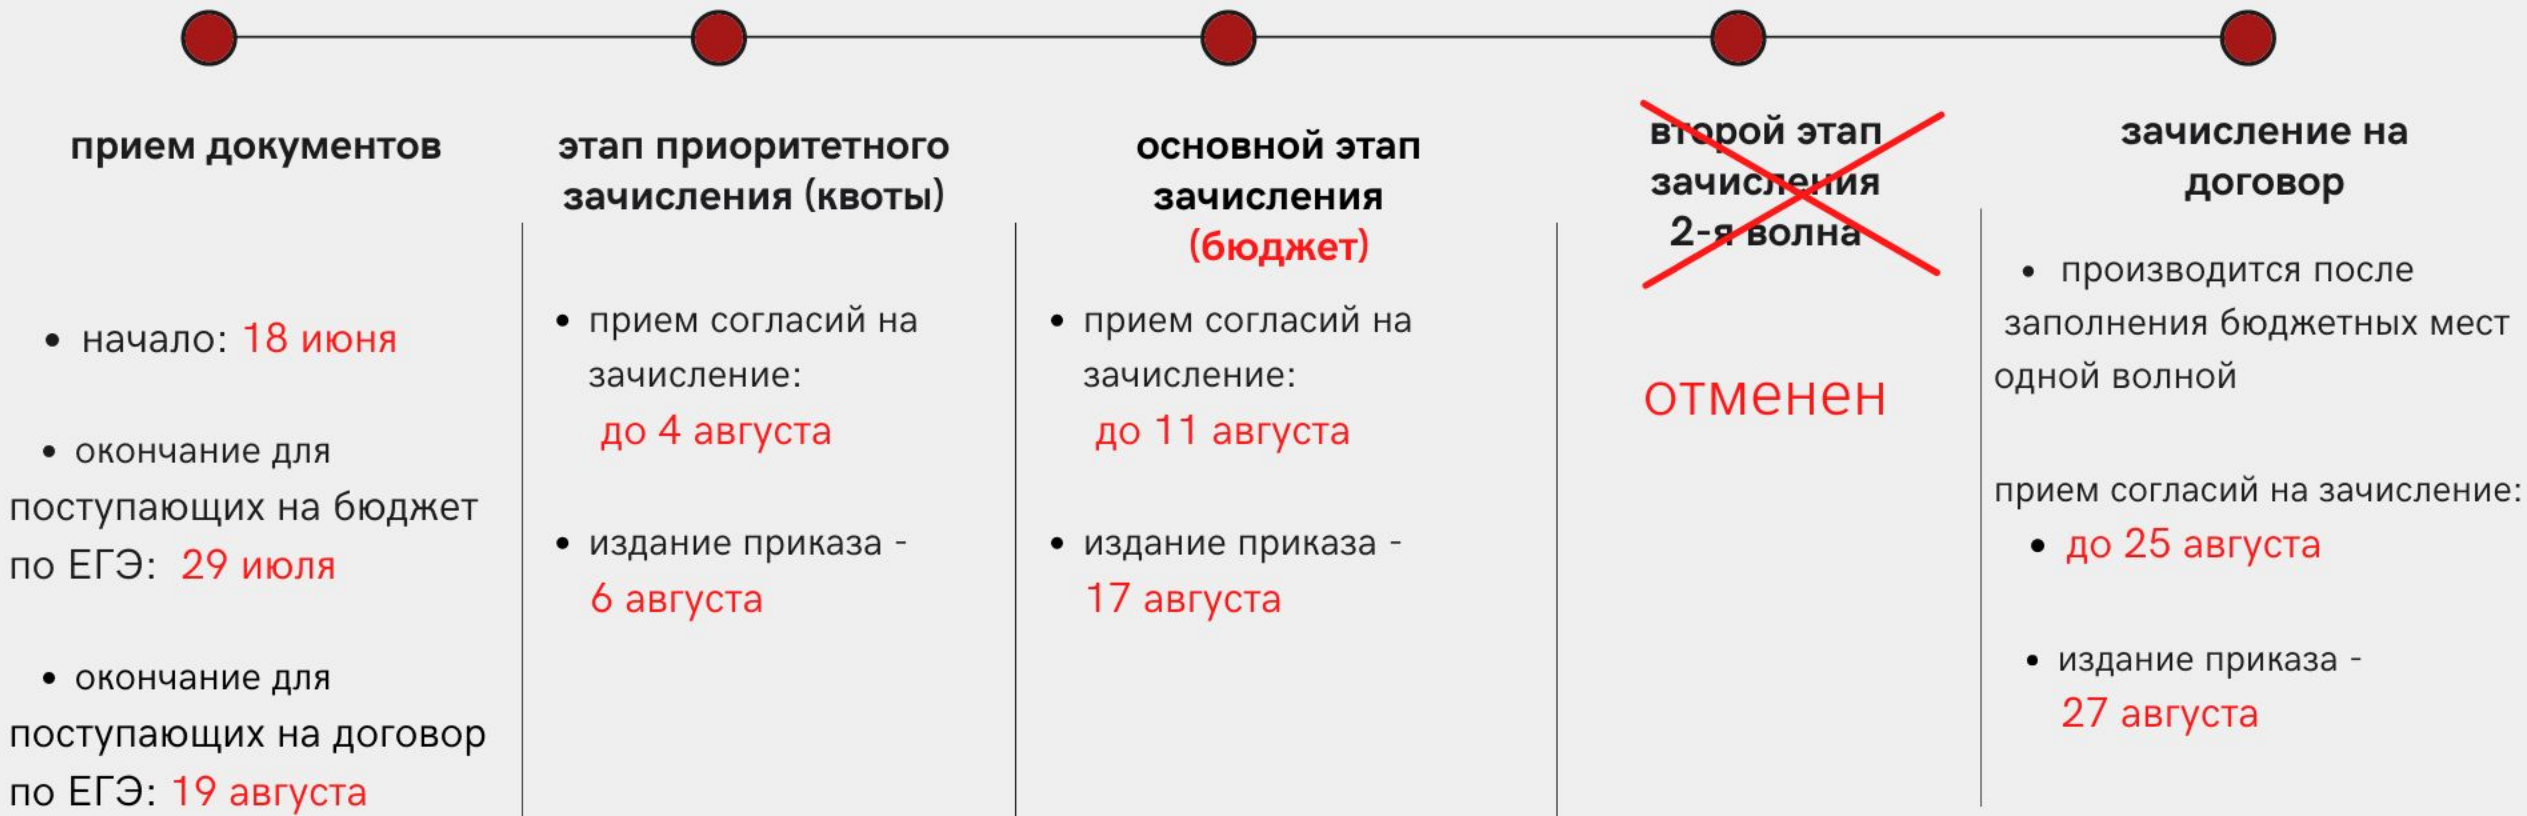 прием документов
• начало: 18 июня
• окончание для
поступающих на бюджет
по ЕГЭ: 29 июля
• окончание для
поступающих на договор
по ЕГЭ: 19 августа
этап приоритетного
зачисления (квоты)
• прием согласий на
зачисление:
до 4 августа
• издание приказа -
6 августа
основной этап
зачисления
(бюджет)
• прием согласий на
зачисление:
до 11 августа
• издание приказа -
17 августа
второй этап
зачисления
2-я волна
отменен
зачисление на
договор
• производится после
заполнения бюджетных мест
одной волной
прием согласий на зачисление:
• до 25 августа
• издание приказа -
27 августа